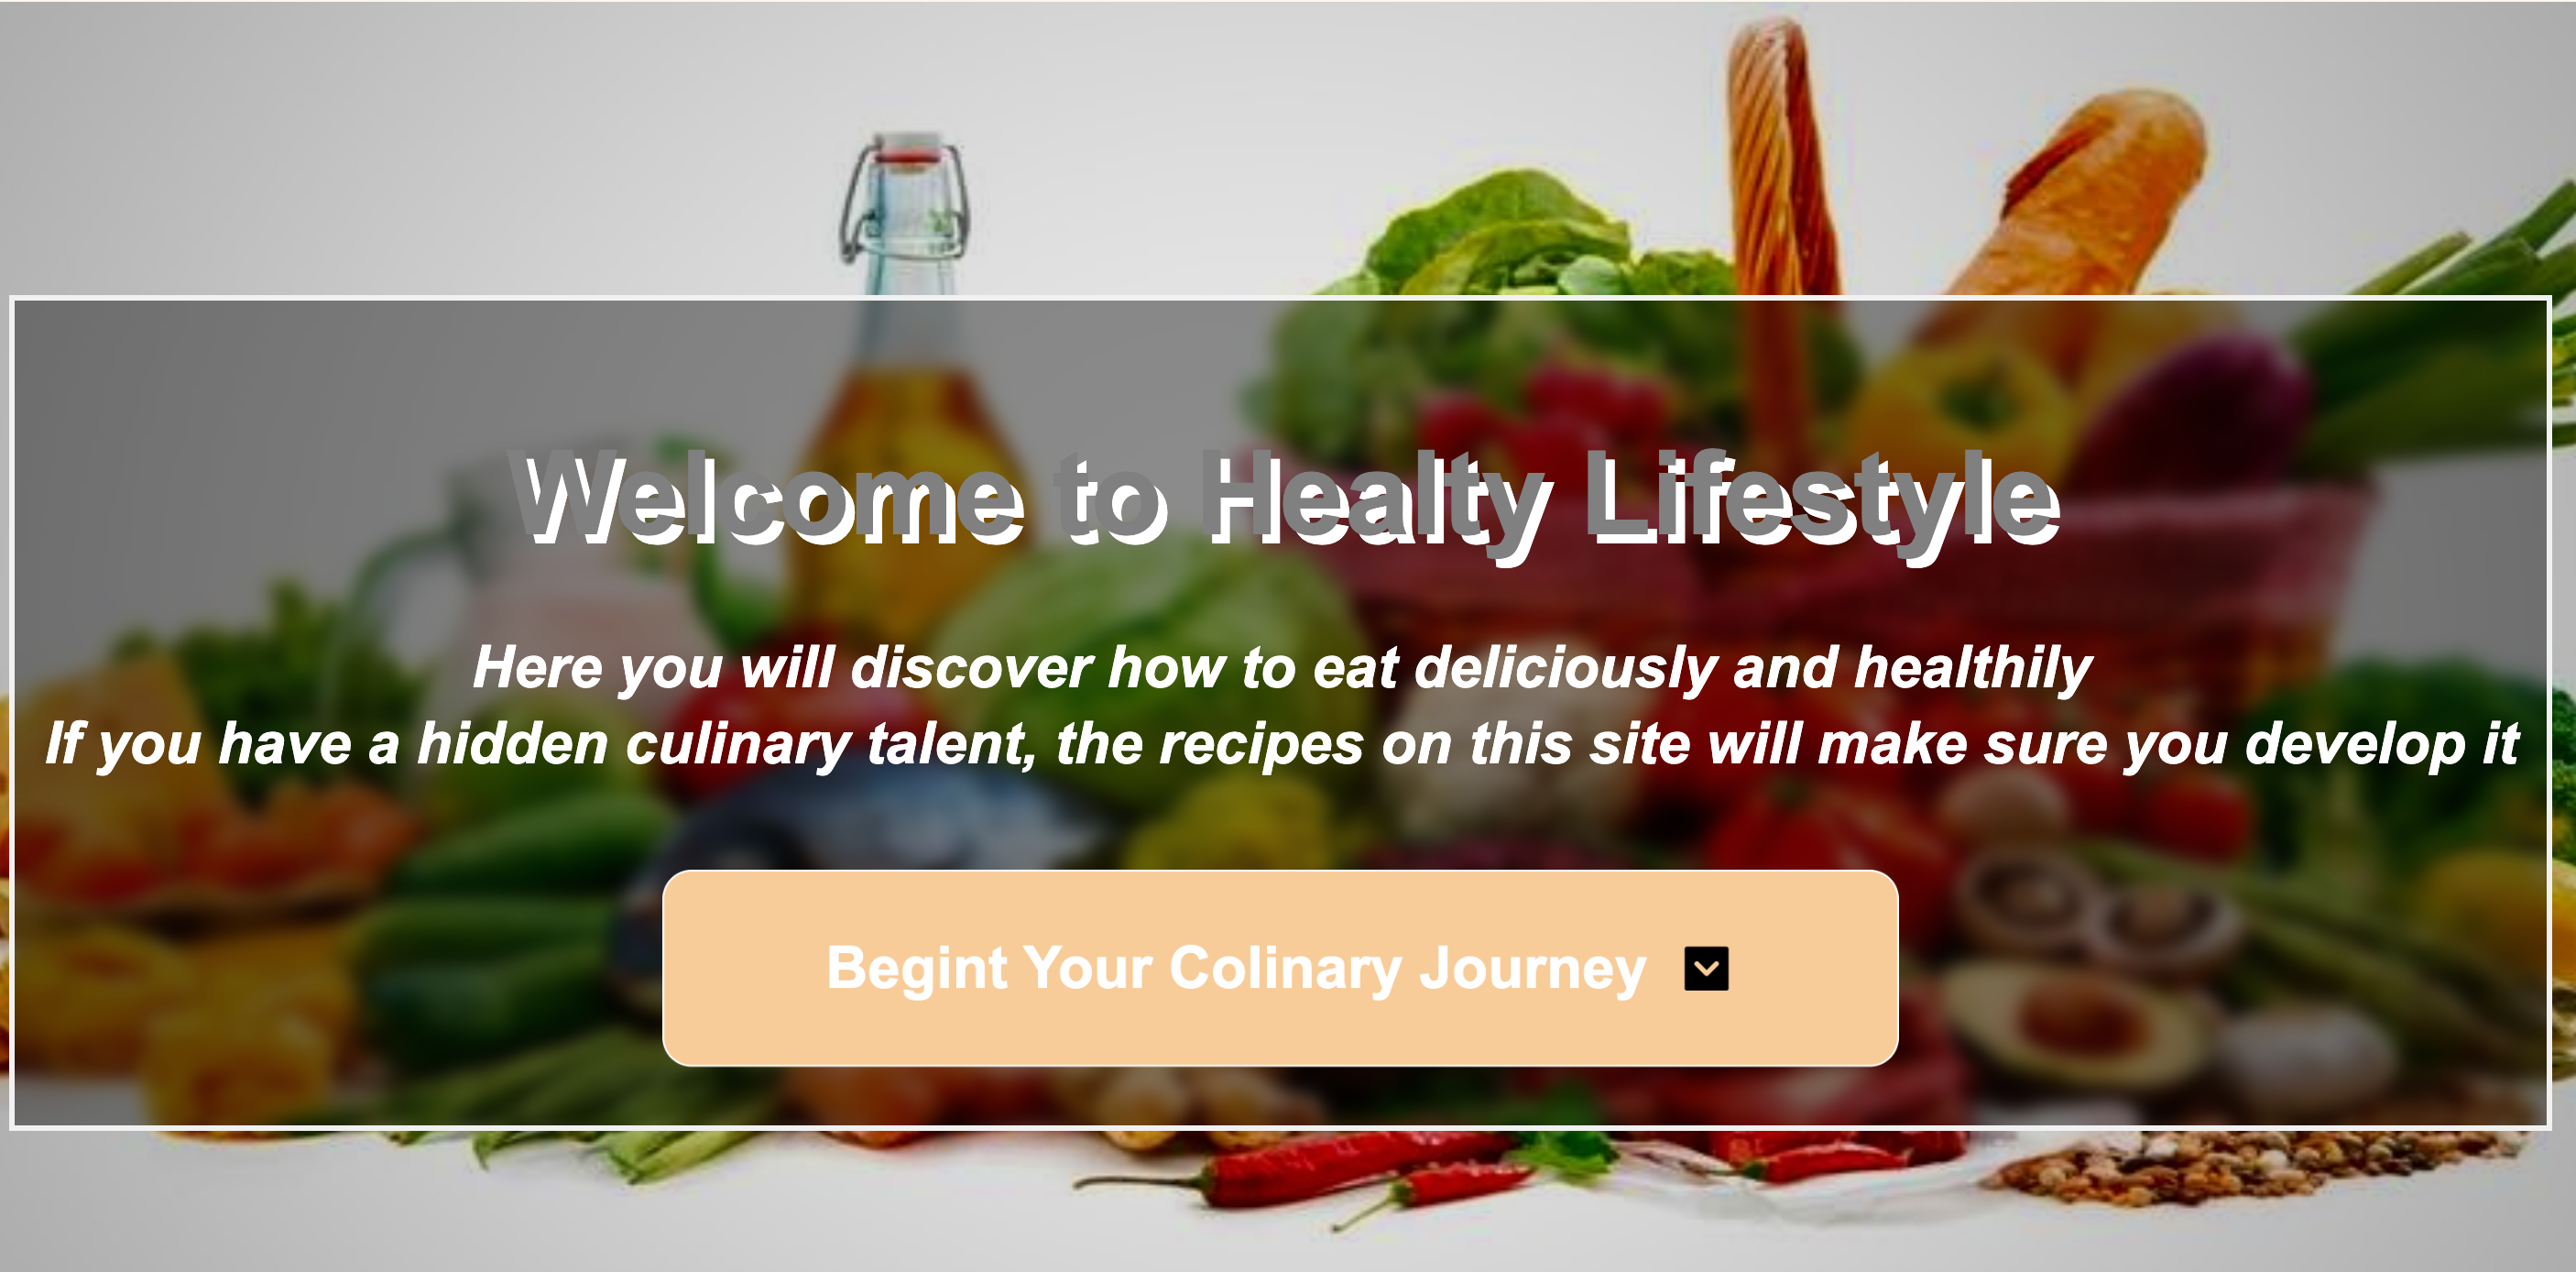 Welcome to Healty Lifestyle
Here you will discover how to eat deliciously and healthily
If you have a hidden culinary talent, the recipes on this site will make sure you develop it
Begint Your Colinary Journey